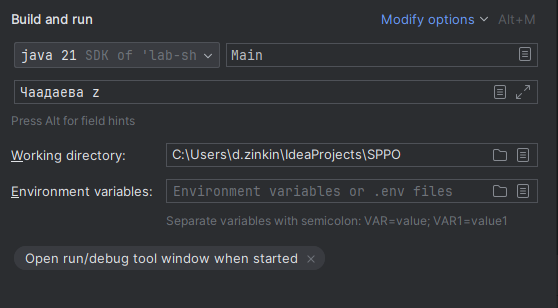 Build and run
Modify options Alt+M
java 21 SDK of 'lab-sh Main
Чаадаева z
Press Alt for field hints
Working directory: C:\Users\d.zinkin\IdeaProjects\SPPO
Environment variables: Environment variables or .env files
Separate variables with semicolon: VAR=value; VAR1=value1
Open run/debug tool window when started ×